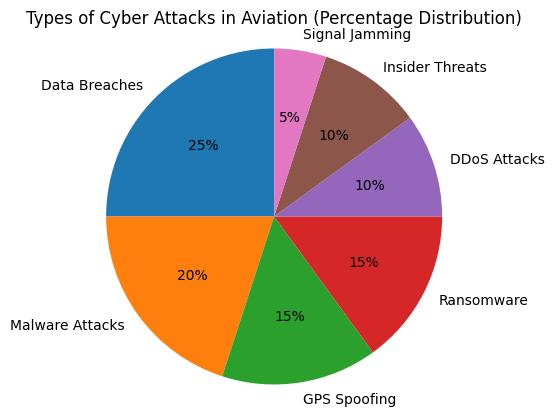 Types of Cyber Attacks in Aviation (Percentage Distribution)
Signal Jamming
Insider Threats
Data Breaches
5%
10%
25%
DDoS Attacks
10%
20%
15%
15%
Ransomware
Malware Attacks
GPS Spoofing